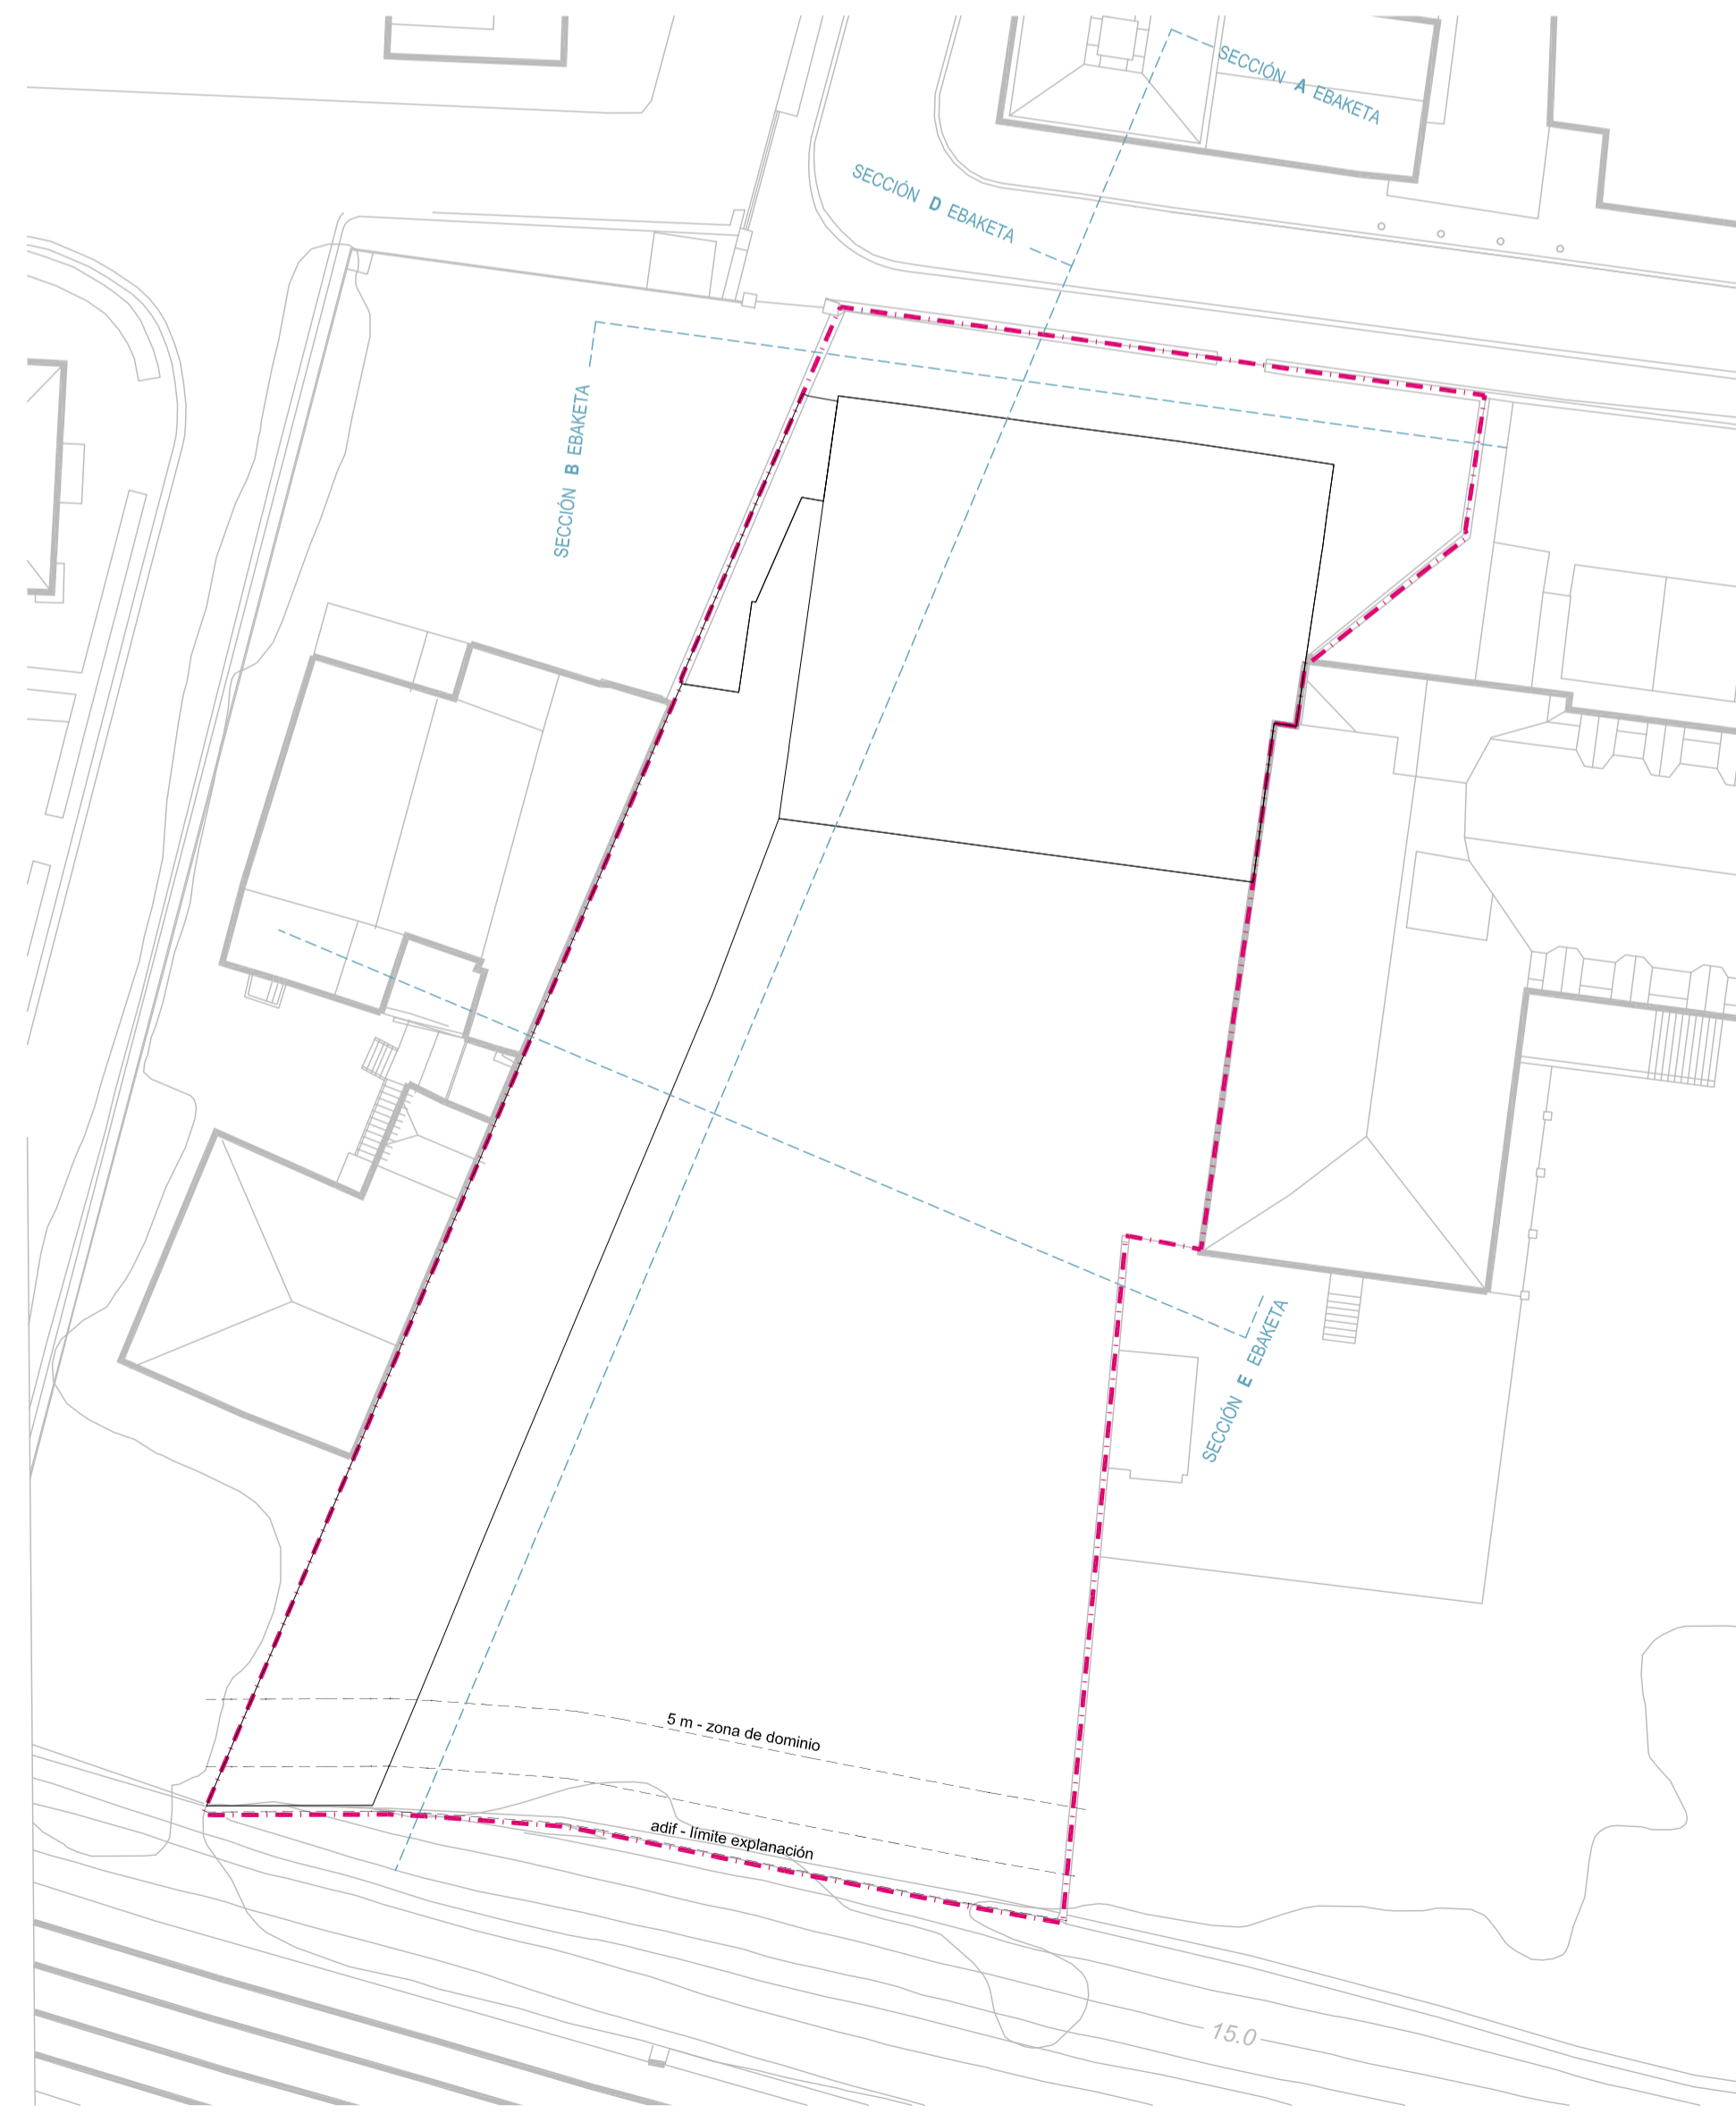 SECCIÓN A EBAKETA
SECCIÓN D EBAKETA
SECCIÓN B EBAKETA
SECCIÓN E EBAKETA
5 m - zona de dominio
adif - límite explanación
15.0